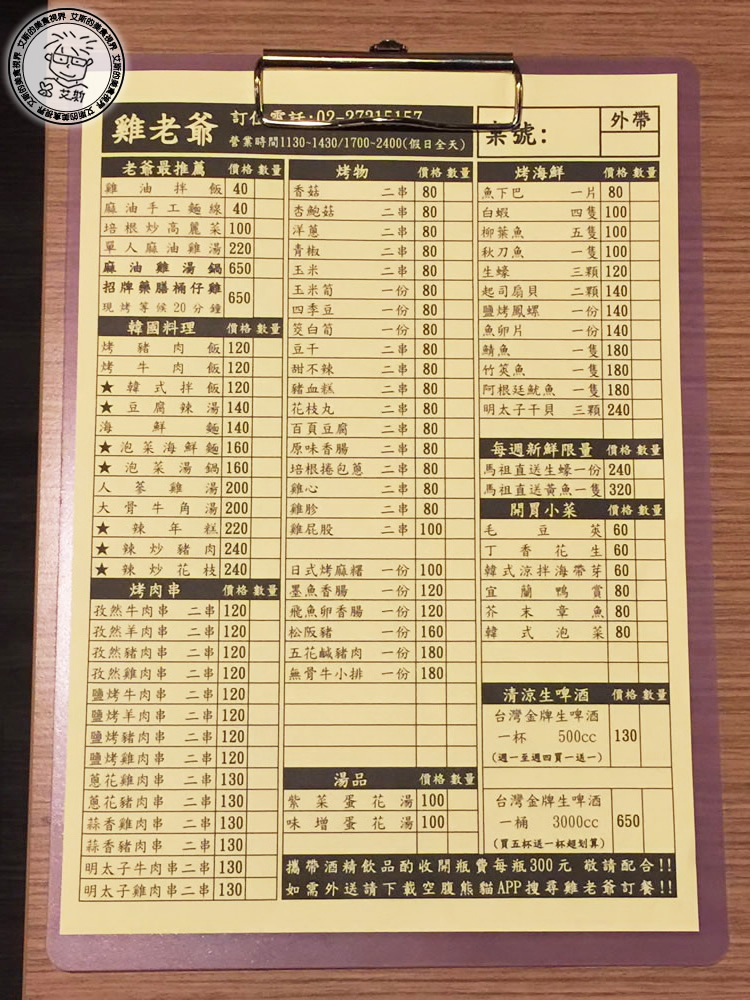 艾斯的美食視界 艾斯的美食視界 艾斯的美食視界
艾斯
雞老爺
訂位電話:02-27315157
營業時間1130~1430/1700~2400(假日全天)
桌號:
外帶
老爺最推薦 價格 數量
雞油拌飯 40
麻油手工麵線 40
培根炒高麗菜 100
單人麻油雞湯 220
麻油雞湯鍋 650
招牌藥膳桶仔雞 650
現烤等候20分鐘
韓國料理 價格 數量
烤豬肉飯 120
烤牛肉飯 120
★韓式拌飯 120
★豆腐辣湯 140
海鮮麵 140
★泡菜海鮮麵 160
★泡菜湯鍋 160
人蔘雞湯 200
大骨牛角湯 200
★辣年糕 220
★辣炒豬肉 240
★辣炒花枝 240
烤肉串 價格 數量
孜然牛肉串 二串 120
孜然羊肉串 二串 120
孜然豬肉串 二串 120
孜然雞肉串 二串 120
鹽烤牛肉串 二串 120
鹽烤羊肉串 二串 120
鹽烤豬肉串 二串 120
鹽烤雞肉串 二串 120
蔥花雞肉串 二串 130
蔥花豬肉串 二串 130
蒜香雞肉串 二串 130
蒜香豬肉串 二串 130
明太子牛肉串二串 130
明太子雞肉串二串 130
烤物 價格 數量
香菇 二串 80
杏鮑菇 二串 80
洋蔥 二串 80
青椒 二串 80
玉米 二串 80
玉米筍 一份 80
四季豆 一份 80
筊白筍 一份 80
豆干 二串 80
甜不辣 二串 80
豬血糕 二串 80
花枝丸 二串 80
百頁豆腐 二串 80
原味香腸 二串 80
培根捲包蔥 二串 80
雞心 二串 80
雞胗 二串 80
雞屁股 二串 100
日式烤麻糬 一份 100
墨魚香腸 一份 120
飛魚卵香腸 一份 120
松阪豬 一份 160
五花鹹豬肉 一份 180
無骨牛小排 一份 180
湯品 價格 數量
紫菜蛋花湯 100
味增蛋花湯 100
烤海鮮 價格 數量
魚下巴 一片 80
白蝦 四隻 100
柳葉魚 五隻 100
秋刀魚 一隻 100
生蠔 三顆 120
起司扇貝 二顆 140
鹽烤鳳螺 一份 140
魚卵片 一份 140
鯖魚 一隻 180
竹筴魚 一隻 180
阿根廷魷魚 一隻 180
明太子干貝 三顆 240
每週新鮮限量 價格 數量
馬祖直送生蠔一份 240
馬祖直送黃魚一隻 320
開胃小菜 價格 數量
毛豆莢 60
丁香花生 60
韓式涼拌海帶芽 60
宜蘭鴨賞 80
芥末章魚 80
韓式泡菜 80
清涼生啤酒 價格 數量
台灣金牌生啤酒
一杯 500cc 130
(週一至週四買一送一)
台灣金牌生啤酒
一桶 3000cc 650
(買五杯送一杯超划算)
攜帶酒精飲品酌收開瓶費每瓶300元 敬請配合!!
如需外送請下載空腹熊貓APP搜尋雞老爺訂餐!!